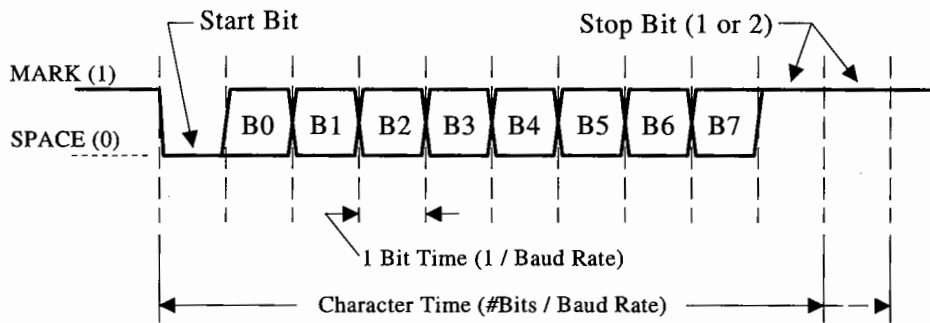 Start Bit
Stop Bit (1 or 2)
MARK (1)
SPACE (0)
B0 B1 B2 B3 B4 B5 B6 B7
1 Bit Time (1 / Baud Rate)
Character Time (#Bits / Baud Rate)